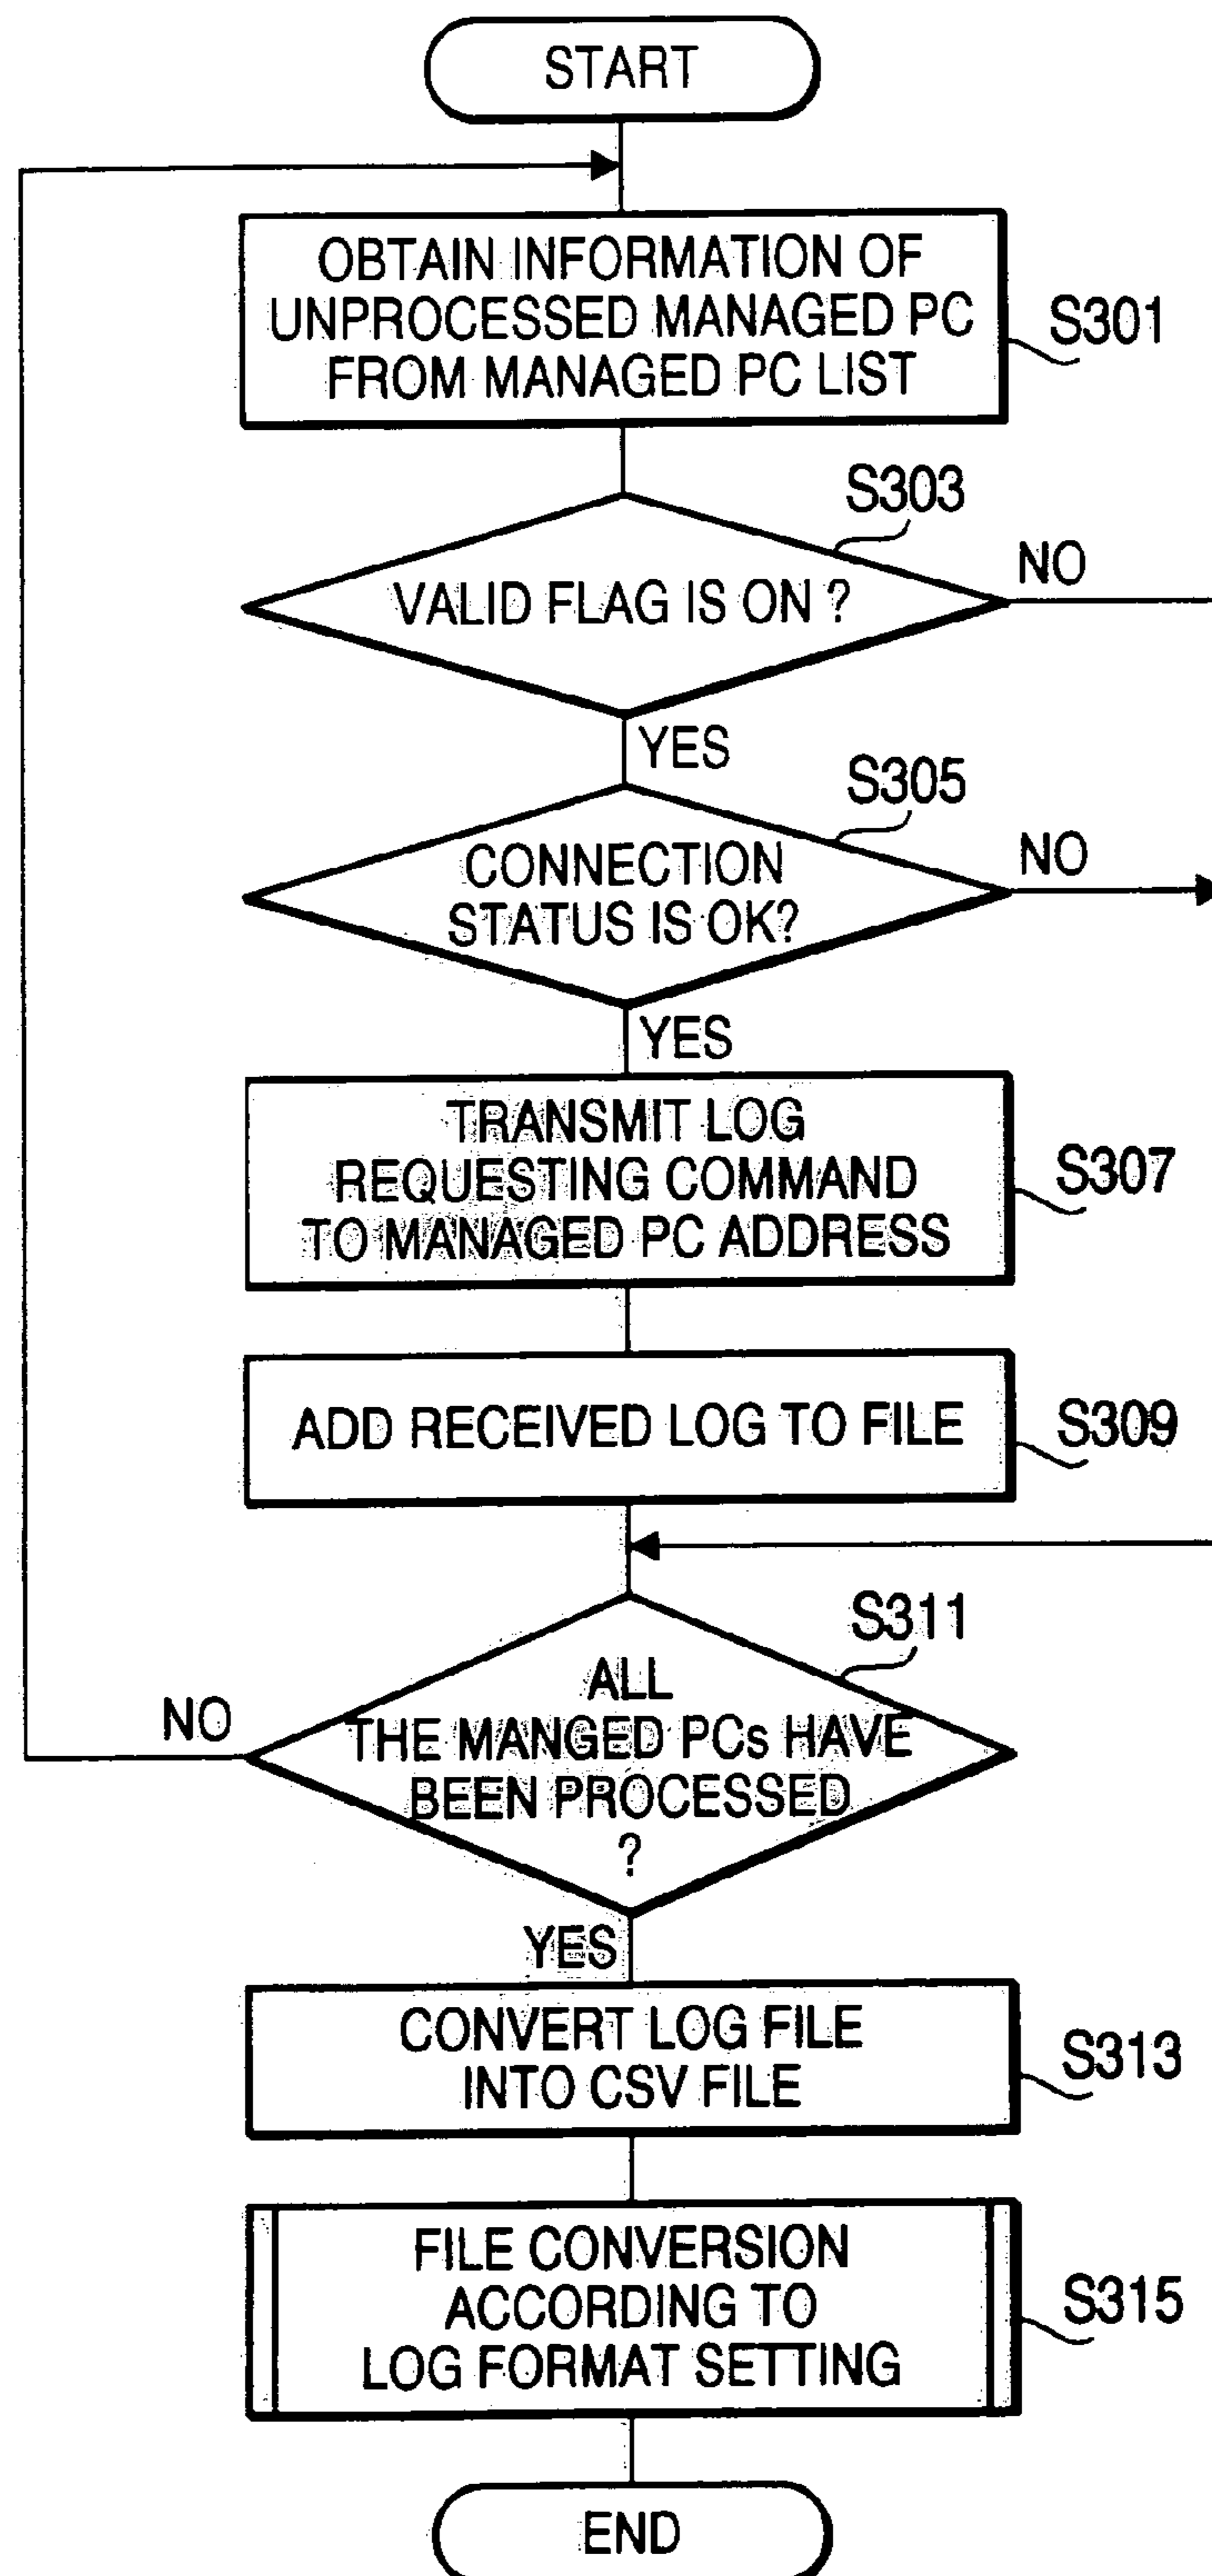 START
OBTAIN INFORMATION OF
UNPROCESSED MANAGED PC
FROM MANAGED PC LIST
S301
S303
VALID FLAG IS ON ?
NO
YES
S305
CONNECTION
STATUS IS OK?
NO
YES
TRANSMIT LOG
REQUESTING COMMAND
TO MANAGED PC ADDRESS
S307
ADD RECEIVED LOG TO FILE
S309
S311
ALL
THE MANGED PCs HAVE
BEEN PROCESSED
?
NO
YES
CONVERT LOG FILE
INTO CSV FILE
S313
FILE CONVERSION
ACCORDING TO
LOG FORMAT SETTING
S315
END